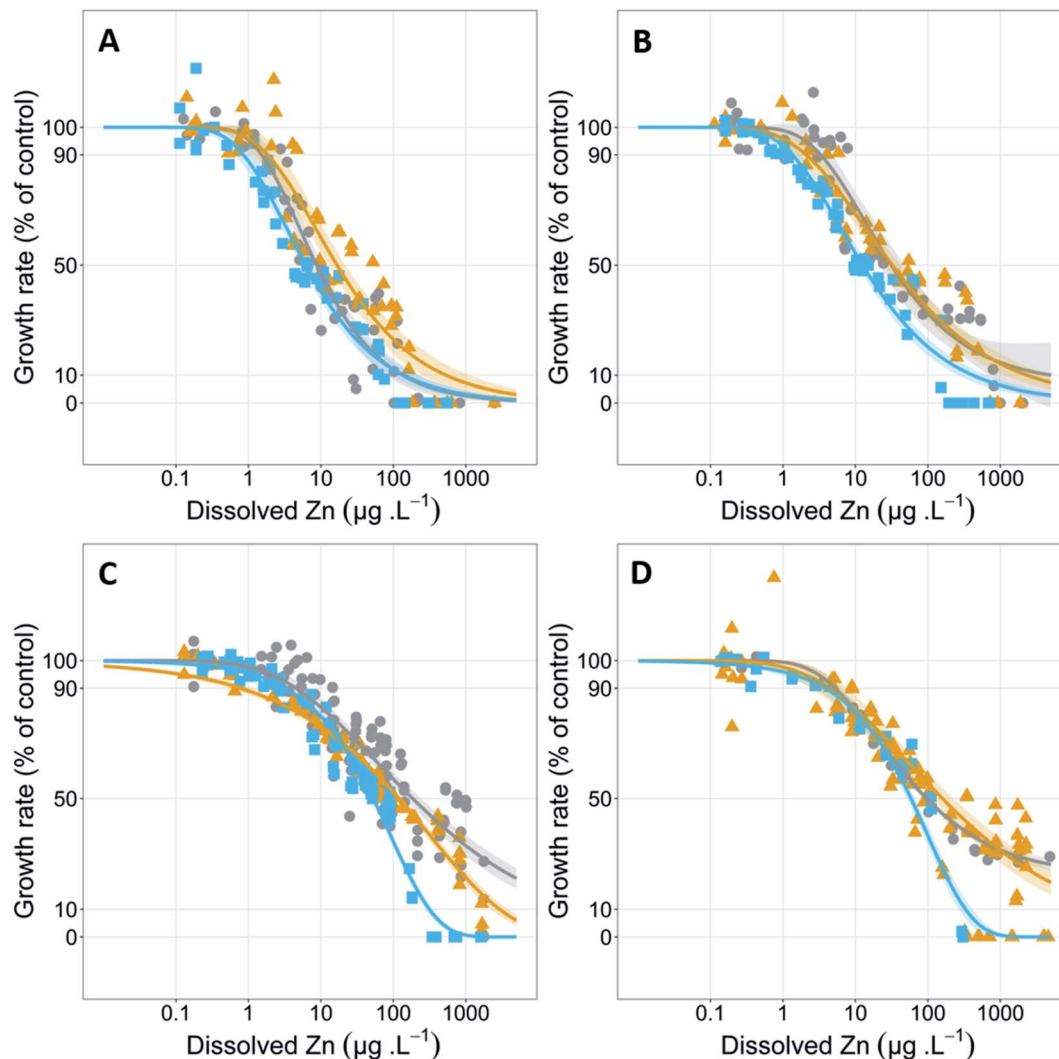 A
B
Growth rate (% of control)
100
90
50
10
0
0.1 1 10 100 1000
Dissolved Zn (µg .L⁻¹)
Growth rate (% of control)
100
90
50
10
0
0.1 1 10 100 1000
Dissolved Zn (µg .L⁻¹)
C
D
Growth rate (% of control)
100
90
50
10
0
0.1 1 10 100 1000
Dissolved Zn (µg .L⁻¹)
Growth rate (% of control)
100
90
50
10
0
0.1 1 10 100 1000
Dissolved Zn (µg .L⁻¹)